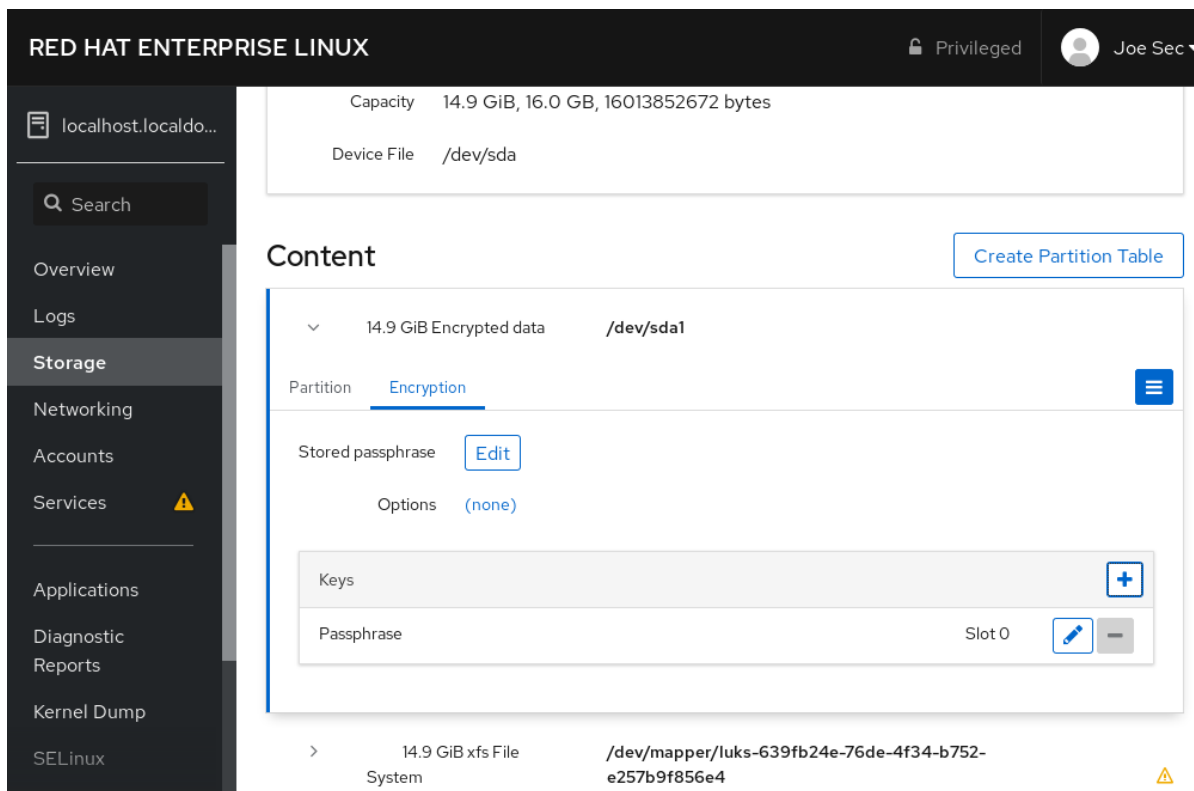 RED HAT ENTERPRISE LINUX
Privileged
Joe Sec
localhost.localdo...
Search
Overview
Logs
Storage
Networking
Accounts
Services
Applications
Diagnostic
Reports
Kernel Dump
SELinux
Capacity 14.9 GiB, 16.0 GB, 16013852672 bytes
Device File /dev/sda
Content
Create Partition Table
14.9 GiB Encrypted data /dev/sda1
Partition Encryption
Stored passphrase Edit
Options (none)
Keys
Passphrase Slot 0
14.9 GiB xfs File /dev/mapper/luks-639fb24e-76de-4f34-b752-
System e257b9f856e4